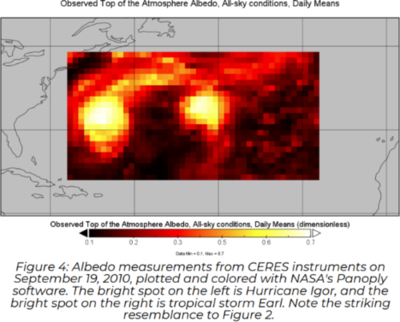 Observed Top of the Atmosphere Albedo, All-sky conditions, Daily Means
Observed Top of the Atmosphere Albedo, All-sky conditions, Daily Means (dimensionless)
0.1 0.2 0.3 0.4 0.5 0.6 0.7
Data Min = 0.1, Max = 0.7
Figure 4: Albedo measurements from CERES instruments on
September 19, 2010, plotted and colored with NASA's Panoply
software. The bright spot on the left is Hurricane Igor, and the
bright spot on the right is tropical storm Earl. Note the striking
resemblance to Figure 2.